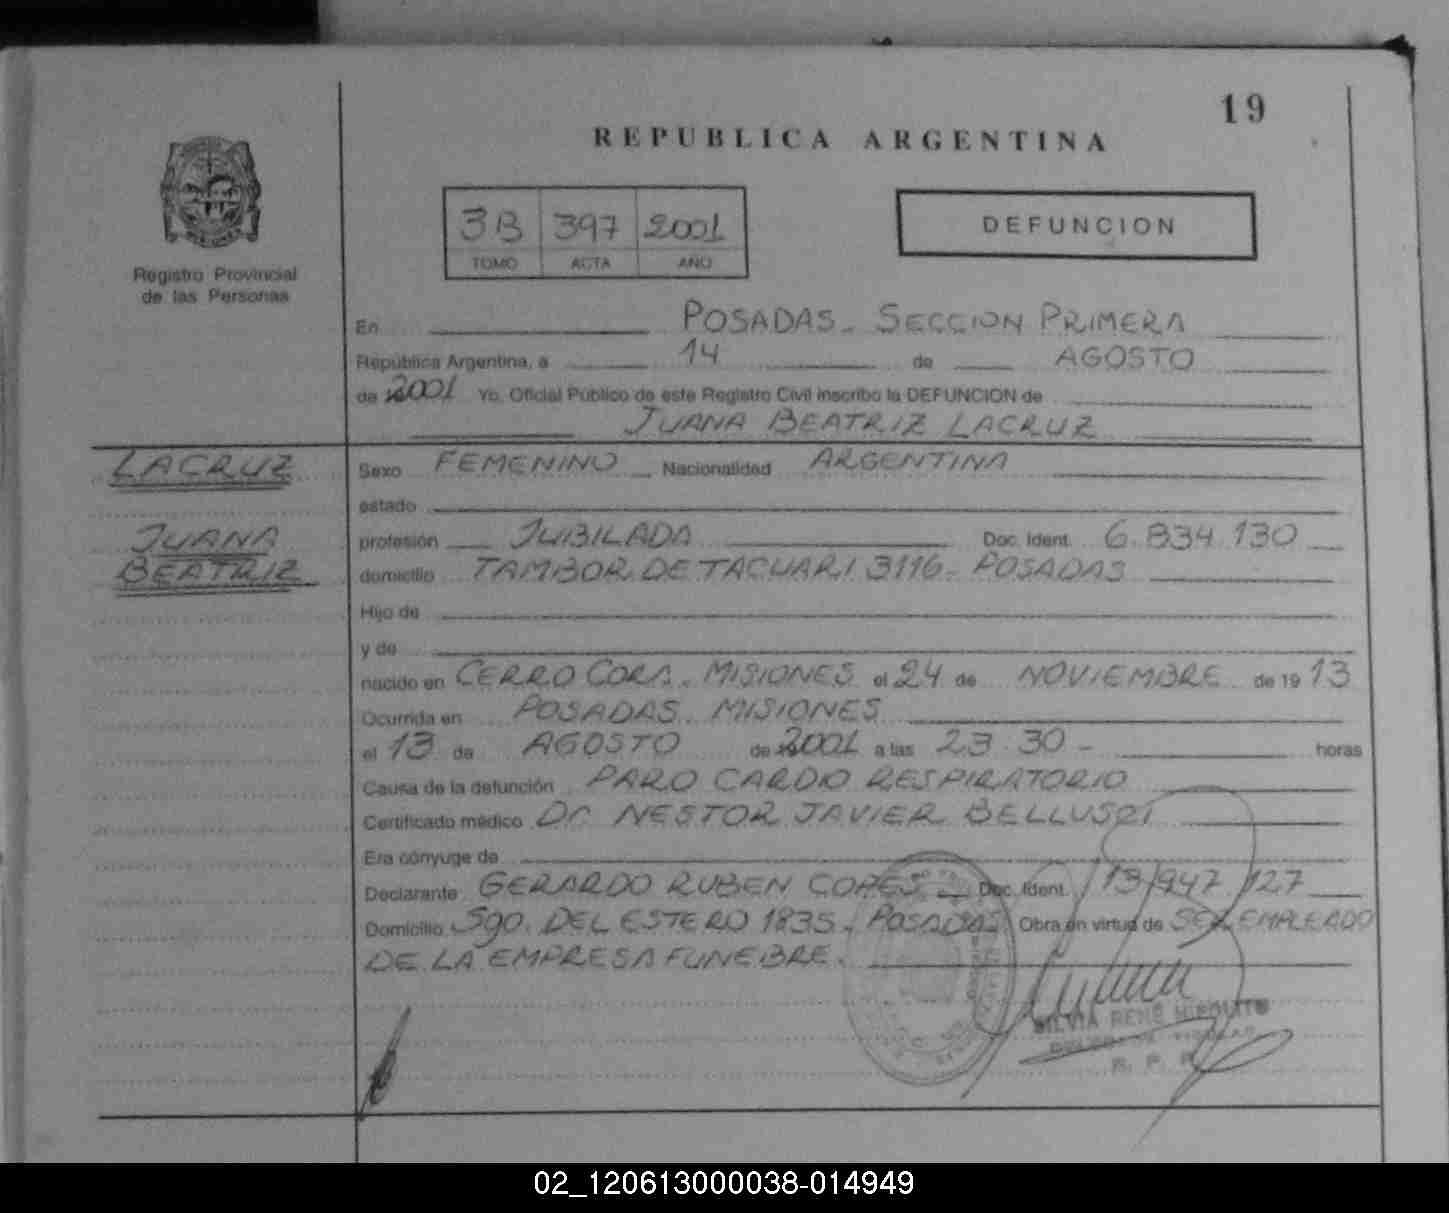 19
REPUBLICA ARGENTINA
3B 397 2001
TOMO ACTA AÑO
DEFUNCION
Registro Provincial
de las Personas
En POSADAS - SECCION PRIMERA
República Argentina, a 14 de AGOSTO
de 2001 Yo, Oficial Público de este Registro Civil inscribo la DEFUNCION de
JUANA BEATRIZ LACRUZ
LACRUZ
JUANA
BEATRIZ
Sexo FEMENINO Nacionalidad ARGENTINA
estado
profesión JUBILADA Doc. Ident. 6.834.130
domicilio TAMBOR DE TACUARI 3116 - POSADAS
Hijo de
y de
nacido en CERRO CORA - MISIONES el 24 de NOVIEMBRE de 1913
Ocurrida en POSADAS - MISIONES
el 13 de AGOSTO de 2001 a las 23.30 - horas
Causa de la defunción PARO CARDIO RESPIRATORIO
Certificado médico Dr. NESTOR JAVIER BELLUSCI
Era cónyuge de
Declarante GERARDO RUBEN COPES Doc. Ident. 13.947.127
Domicilio Sgo. DEL ESTERO 1835 - POSADAS Obra en virtud de SER EMPLEADO
DE LA EMPRESA FUNEBRE.
SILVIA RENE HIPOLITO
R. P. P.
02_120613000038-014949